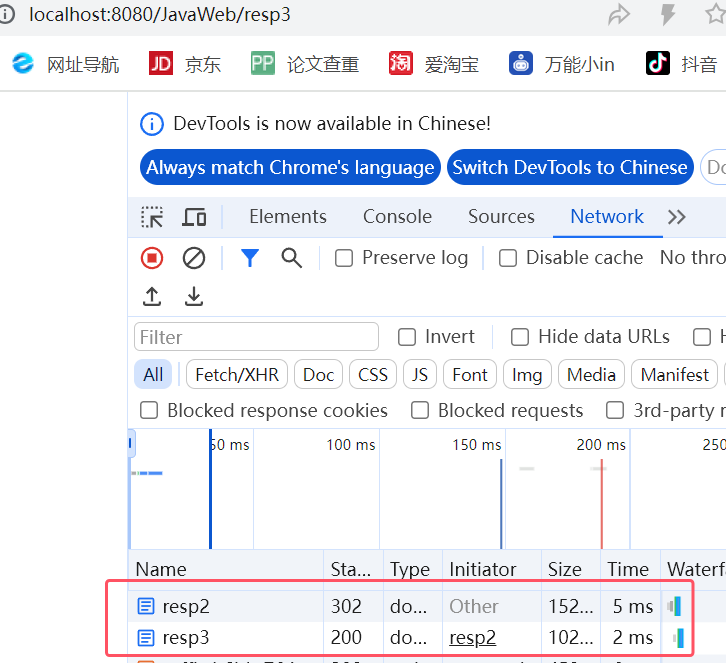 localhost:8080/JavaWeb/resp3
网址导航 JD 京东 PP 论文查重 淘 爱淘宝 万能小in 抖音
DevTools is now available in Chinese!
Always match Chrome's language Switch DevTools to Chinese Do
Elements Console Sources Network
Preserve log Disable cache No thro
Filter Invert Hide data URLs
All Fetch/XHR Doc CSS JS Font Img Media Manifest
Blocked response cookies Blocked requests 3rd-party r
50 ms 100 ms 150 ms 200 ms 250
Name Sta... Type Initiator Size Time Waterfa
resp2 302 do... Other 152... 5 ms
resp3 200 do... resp2 102... 2 ms